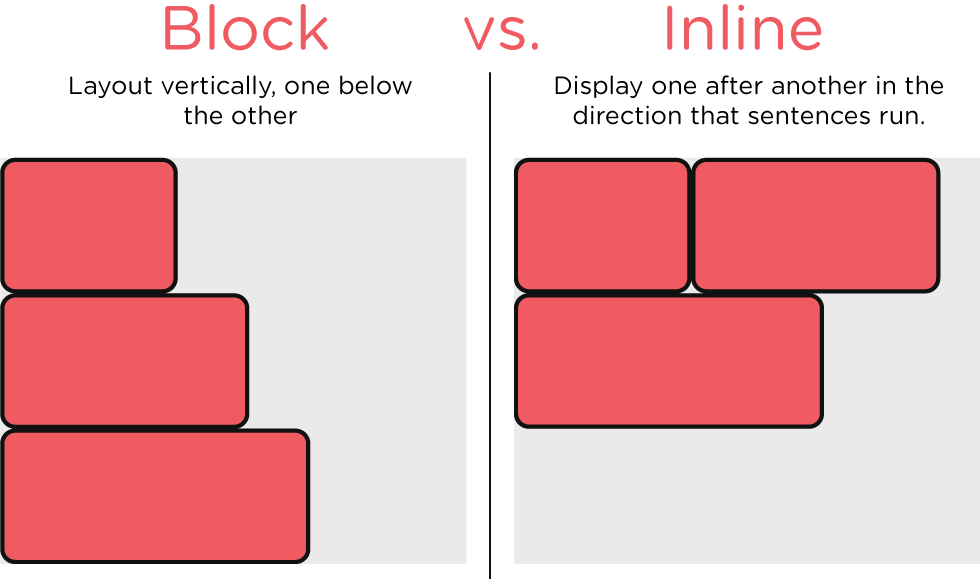 Block vs. Inline
Layout vertically, one below
the other
Display one after another in the
direction that sentences run.